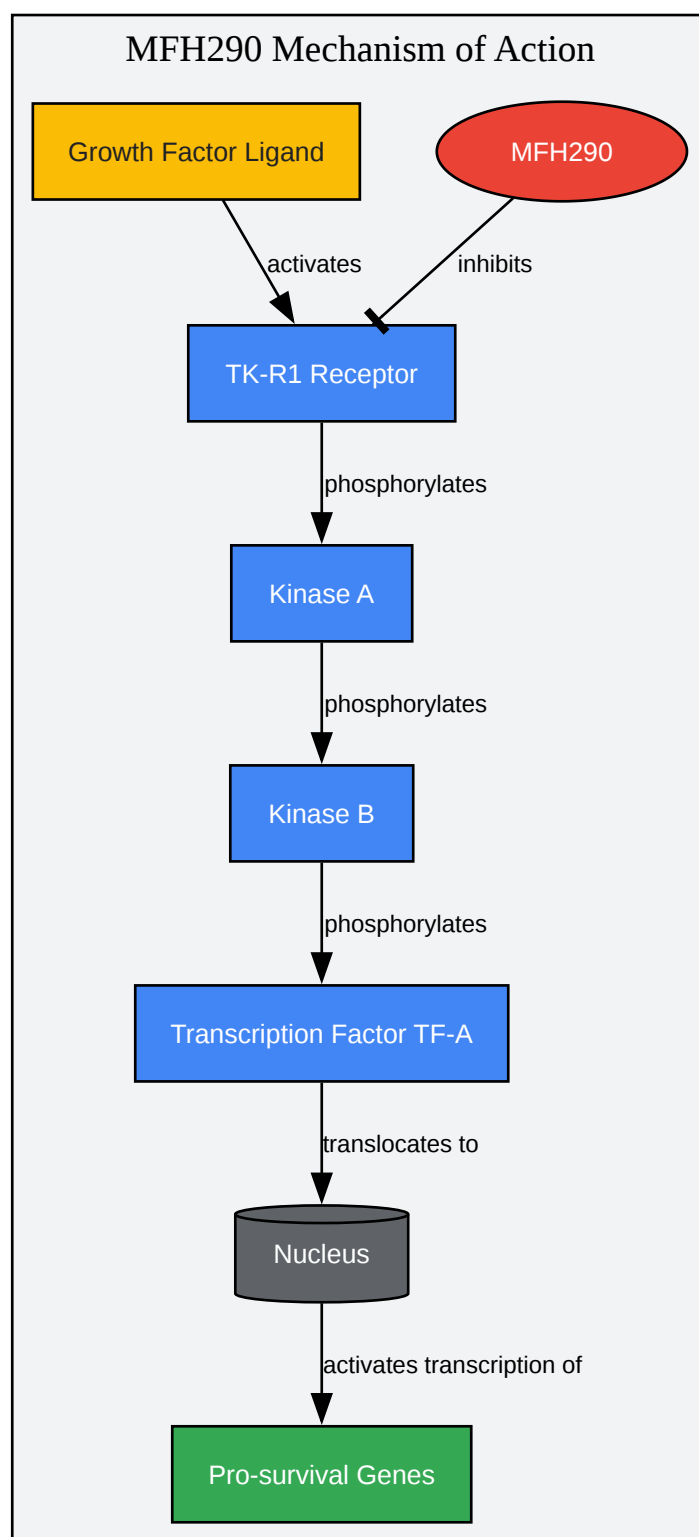 MFH290 Mechanism of Action
Growth Factor Ligand
MFH290
activates
inhibits
TK-R1 Receptor
phosphorylates
Kinase A
phosphorylates
Kinase B
phosphorylates
Transcription Factor TF-A
translocates to
Nucleus
activates transcription of
Pro-survival Genes